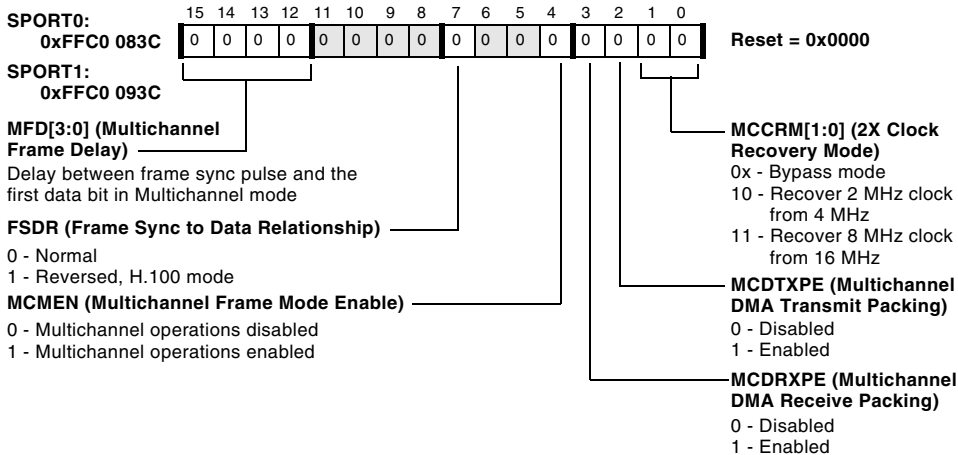 SPORT0:
0xFFC0 083C
SPORT1:
0xFFC0 093C
15 14 13 12 11 10 9 8 7 6 5 4 3 2 1 0
0 0 0 0 0 0 0 0 0 0 0 0 0 0 0 0
Reset = 0x0000
MFD[3:0] (Multichannel
Frame Delay)
Delay between frame sync pulse and the
first data bit in Multichannel mode
FSDR (Frame Sync to Data Relationship)
0 - Normal
1 - Reversed, H.100 mode
MCMEN (Multichannel Frame Mode Enable)
0 - Multichannel operations disabled
1 - Multichannel operations enabled
MCCRM[1:0] (2X Clock
Recovery Mode)
0x - Bypass mode
10 - Recover 2 MHz clock
from 4 MHz
11 - Recover 8 MHz clock
from 16 MHz
MCDTXPE (Multichannel
DMA Transmit Packing)
0 - Disabled
1 - Enabled
MCDRXPE (Multichannel
DMA Receive Packing)
0 - Disabled
1 - Enabled